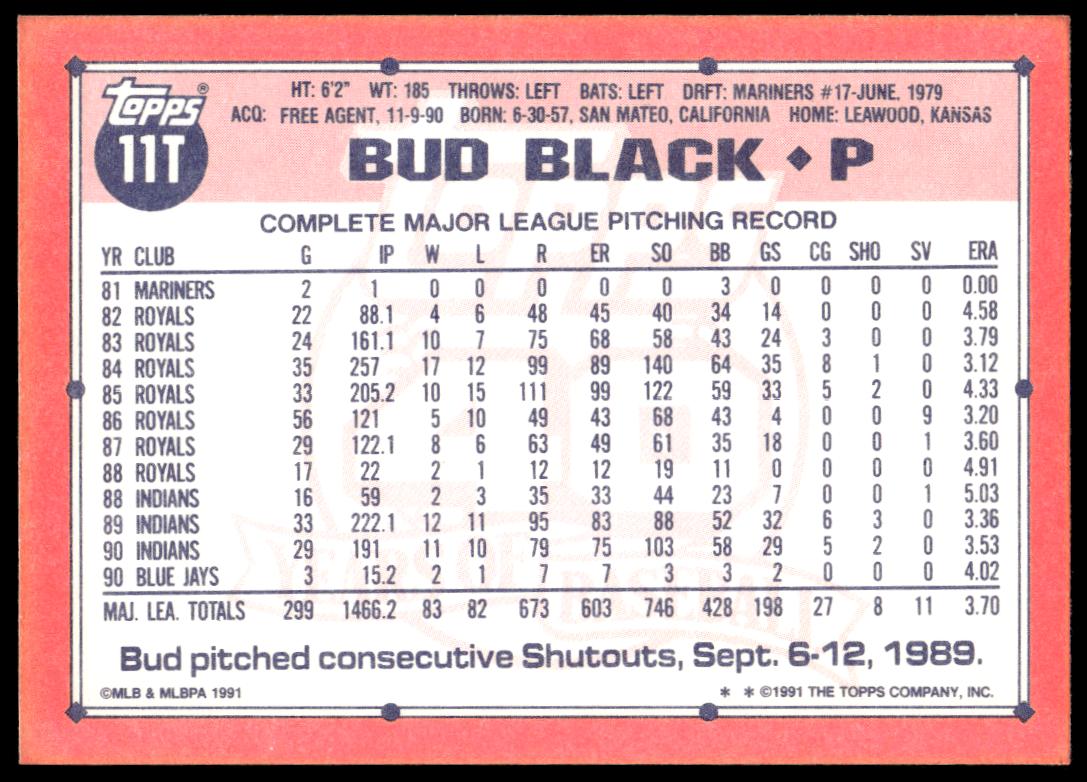 HT: 6'2" WT: 185 THROWS: LEFT BATS: LEFT DRFT: MARINERS #17-JUNE, 1979
ACQ: FREE AGENT, 11-9-90 BORN: 6-30-57, SAN MATEO, CALIFORNIA HOME: LEAWOOD, KANSAS
TOPPS®
11T
BUD BLACK ◆ P
COMPLETE MAJOR LEAGUE PITCHING RECORD
YR CLUB G IP W L R ER SO BB GS CG SHO SV ERA
81 MARINERS 2 1 0 0 0 0 0 3 0 0 0 0 0.00
82 ROYALS 22 88.1 4 6 48 45 40 34 14 0 0 0 4.58
83 ROYALS 24 161.1 10 7 75 68 58 43 24 3 0 0 3.79
84 ROYALS 35 257 17 12 99 89 140 64 35 8 1 0 3.12
85 ROYALS 33 205.2 10 15 111 99 122 59 33 5 2 0 4.33
86 ROYALS 56 121 5 10 49 43 68 43 4 0 0 9 3.20
87 ROYALS 29 122.1 8 6 63 49 61 35 18 0 0 1 3.60
88 ROYALS 17 22 2 1 12 12 19 11 0 0 0 0 4.91
88 INDIANS 16 59 2 3 35 33 44 23 7 0 0 1 5.03
89 INDIANS 33 222.1 12 11 95 83 88 52 32 6 3 0 3.36
90 INDIANS 29 191 11 10 79 75 103 58 29 5 2 0 3.53
90 BLUE JAYS 3 15.2 2 1 7 7 3 3 2 0 0 0 4.02
MAJ. LEA. TOTALS 299 1466.2 83 82 673 603 746 428 198 27 8 11 3.70
Topps
40
YEARS OF BASEBALL
Bud pitched consecutive Shutouts, Sept. 6-12, 1989.
©MLB & MLBPA 1991 * * ©1991 THE TOPPS COMPANY, INC.